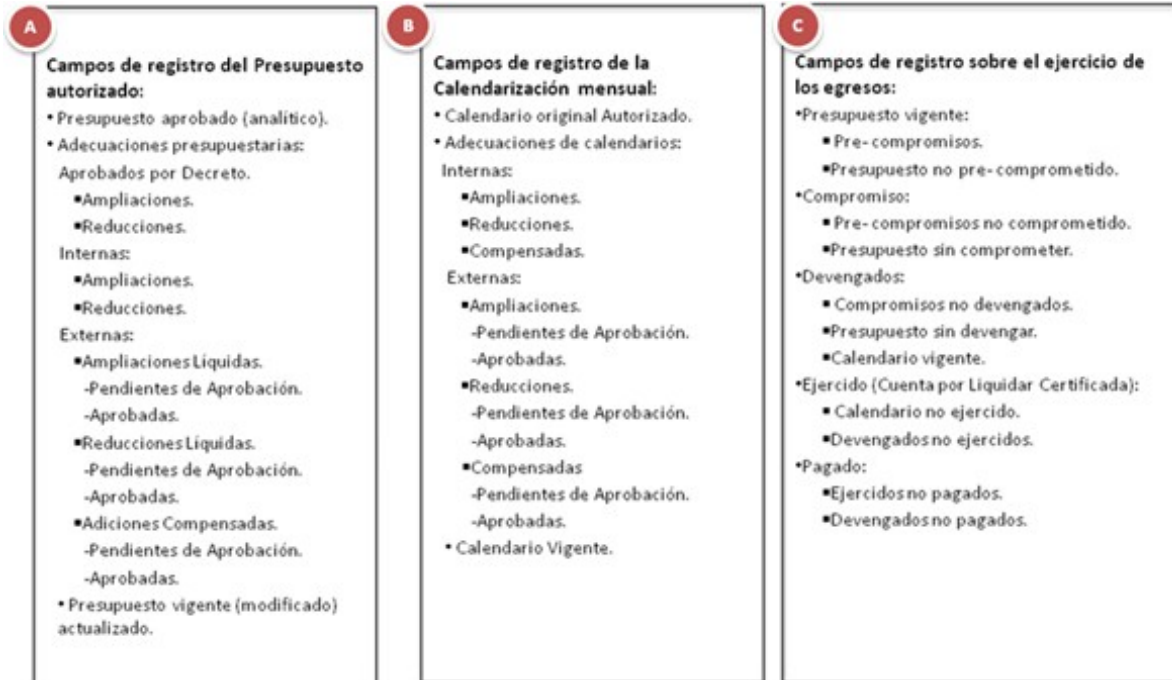 A
Campos de registro del Presupuesto
autorizado:
• Presupuesto aprobado (analítico).
• Adecuaciones presupuestarias:
Aprobados por Decreto.
▪Ampliaciones.
▪Reducciones.
Internas:
▪Ampliaciones.
▪Reducciones.
Externas:
▪Ampliaciones Líquidas.
-Pendientes de Aprobación.
-Aprobadas.
▪Reducciones Líquidas.
-Pendientes de Aprobación.
-Aprobadas.
▪Adiciones Compensadas.
-Pendientes de Aprobación.
-Aprobadas.
• Presupuesto vigente (modificado)
actualizado.
B
Campos de registro de la
Calendarización mensual:
• Calendario original Autorizado.
• Adecuaciones de calendarios:
Internas:
▪Ampliaciones.
▪Reducciones.
▪Compensadas.
Externas:
▪Ampliaciones.
-Pendientes de Aprobación.
-Aprobadas.
▪Reducciones.
-Pendientes de Aprobación.
-Aprobadas.
▪Compensadas
-Pendientes de Aprobación.
-Aprobadas.
• Calendario Vigente.
C
Campos de registro sobre el ejercicio de
los egresos:
•Presupuesto vigente:
▪ Pre- compromisos.
▪Presupuesto no pre- comprometido.
•Compromiso:
▪ Pre- compromisos no comprometido.
▪Presupuesto sin comprometer.
•Devengados:
▪ Compromisos no devengados.
▪Presupuesto sin devengar.
▪Calendario vigente.
•Ejercido (Cuenta por Liquidar Certificada):
▪ Calendario no ejercido.
▪Devengados no ejercidos.
•Pagado:
▪Ejercidos no pagados.
▪Devengados no pagados.